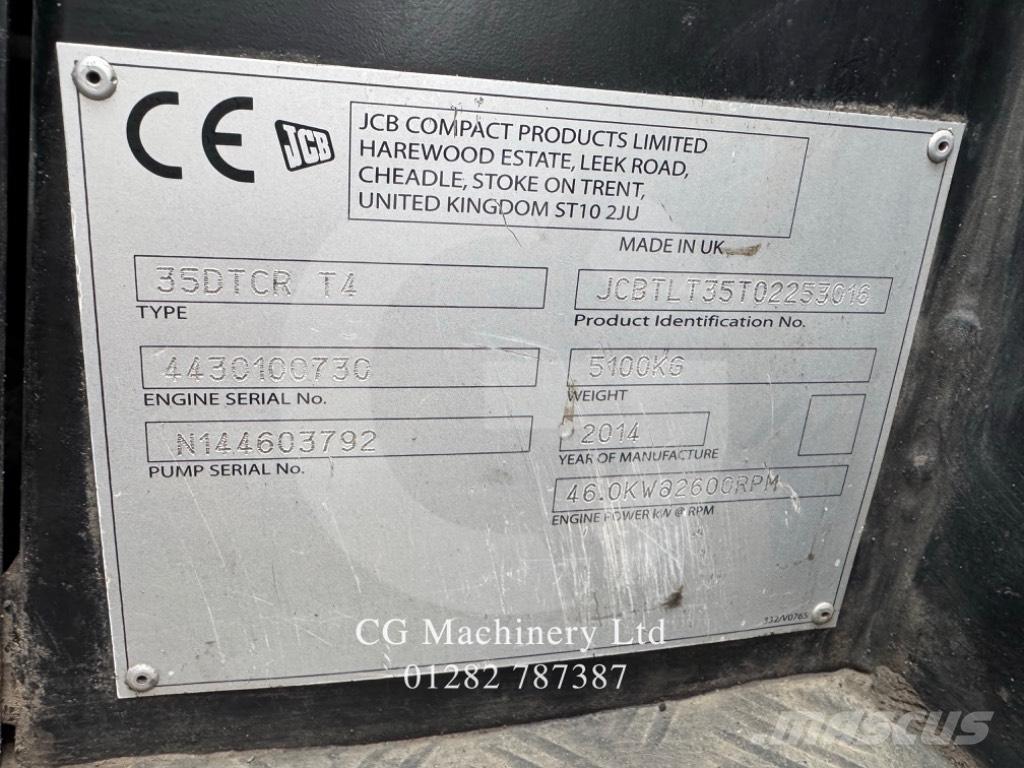 CE
JCB
JCB COMPACT PRODUCTS LIMITED
HAREWOOD ESTATE, LEEK ROAD,
CHEADLE, STOKE ON TRENT,
UNITED KINGDOM ST10 2JU
MADE IN UK
35DTCR T4
TYPE
JCBTLT35T02253016
Product Identification No.
4430100730
ENGINE SERIAL No.
5100KG
WEIGHT
N144603792
PUMP SERIAL No.
2014
YEAR OF MANUFACTURE
46.0KW@2600RPM
ENGINE POWER kW @ RPM
332/V0765
CG Machinery Ltd
01282 787387
mascus